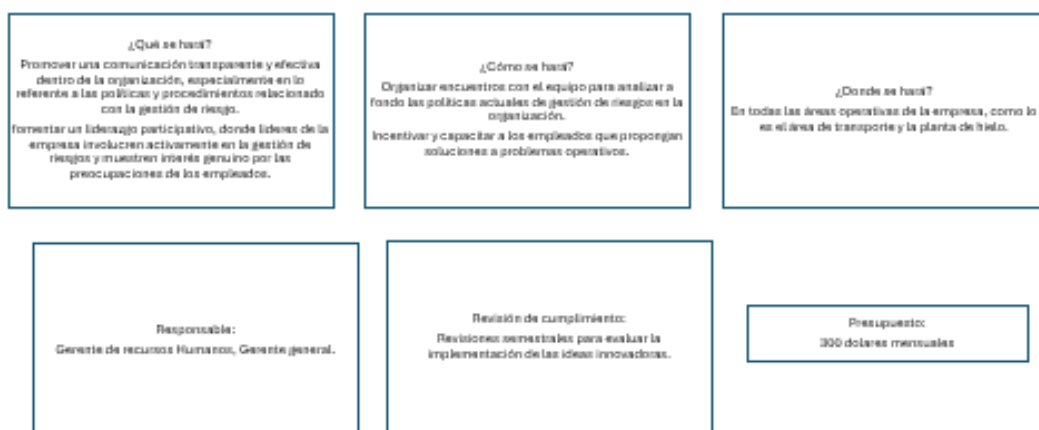 ¿Qué se hará?
Promover una comunicación transparente y efectiva
dentro de la organización, especialmente en lo
referente a las políticas y procedimientos relacionado
con la gestión de riesgo.
fomentar un liderazgo participativo, donde lideres de la
empresa involucren activamente en la gestión de
riesgos y muestren interés genuino por las
preocupaciones de los empleados.
¿Cómo se hará?
Organizar encuentros con el equipo para analizar a
fondo las políticas actuales de gestión de riesgos en la
organización.
Incentivar y capacitar a los empleados que propongan
soluciones a problemas operativos.
¿Donde se hará?
En todas las áreas operativas de la empresa, como lo
es el área de transporte y la planta de hielo.
Responsable:
Gerente de recursos Humanos, Gerente general.
Revisión de cumplimiento:
Revisiones semestrales para evaluar la
implementación de las ideas innovadoras.
Presupuesto:
300 dolares mensuales